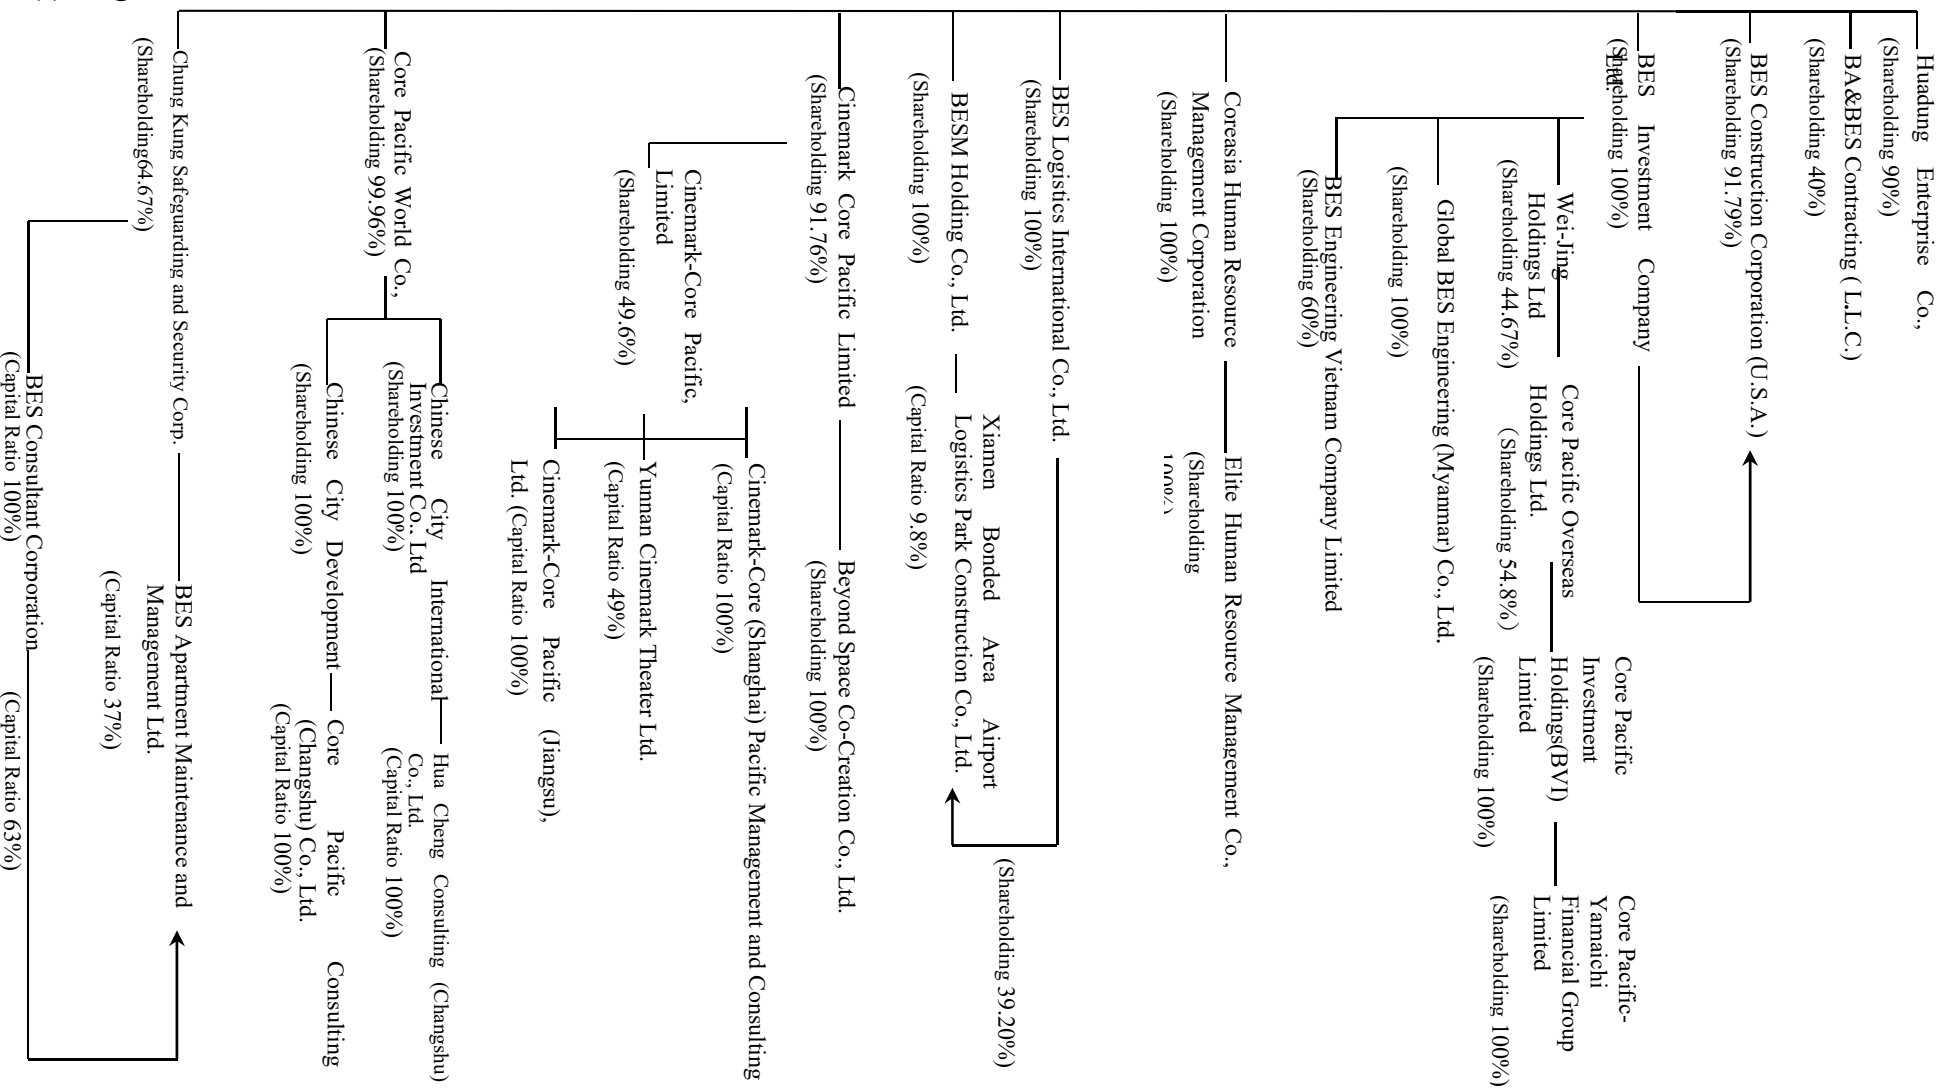 Huadung Enterprise Co.,
(Shareholding 90%)
BA&BES Contracting ( L.L.C.)
(Shareholding 40%)
BES Construction Corporation (U.S.A.)
(Shareholding 91.79%)
BES Investment Company
Ltd.
(Shareholding 100%)
Wei-Jing
Holdings Ltd
(Shareholding 44.67%)
Core Pacific Overseas
Holdings Ltd.
(Shareholding 54.8%)
Core Pacific
Investment
Holdings(BVI)
Limited
(Shareholding 100%)
Core Pacific-
Yamaichi
Financial Group
Limited
(Shareholding 100%)
Global BES Engineering (Myanmar) Co., Ltd.
(Shareholding 100%)
BES Engineering Vietnam Company Limited
(Shareholding 60%)
Coreasia Human Resource
Management Corporation
(Shareholding 100%)
Elite Human Resource Management Co.,
(Shareholding
100%)
BES Logistics International Co., Ltd.
(Shareholding 100%)
(Shareholding 39.20%)
BESM Holding Co., Ltd.
(Shareholding 100%)
Xiamen Bonded Area Airport
Logistics Park Construction Co., Ltd.
(Capital Ratio 9.8%)
Cinemark Core Pacific Limited
(Shareholding 91.76%)
Beyond Space Co-Creation Co., Ltd.
(Shareholding 100%)
Cinemark-Core Pacific,
Limited
(Shareholding 49.6%)
Cinemark-Core (Shanghai) Pacific Management and Consulting
(Capital Ratio 100%)
Yunnan Cinemark Theater Ltd.
(Capital Ratio 49%)
Cinemark-Core Pacific (Jiangsu),
Ltd. (Capital Ratio 100%)
Core Pacific World Co.,
(Shareholding 99.96%)
Chinese City International
Investment Co., Ltd
(Shareholding 100%)
Hua Cheng Consulting (Changshu)
Co., Ltd.
(Capital Ratio 100%)
Chinese City Development
(Shareholding 100%)
Core Pacific Consulting
(Changshu) Co., Ltd.
(Capital Ratio 100%)
Chung Kung Safeguarding and Security Corp.
(Shareholding64.67%)
BES Apartment Maintenance and
Management Ltd.
(Capital Ratio 37%)
BES Consultant Corporation
(Capital Ratio 100%)
(Capital Ratio 63%)